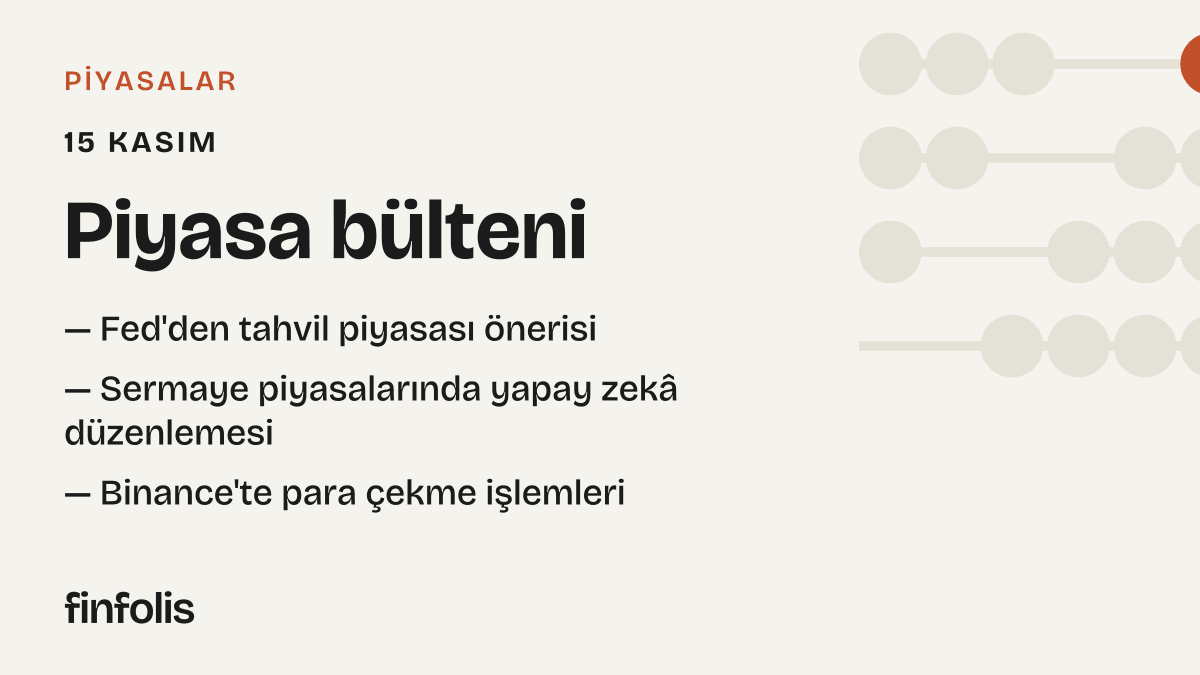 PİYASALAR
15 KASIM
Piyasa bülteni
— Fed'den tahvil piyasası önerisi
— Sermaye piyasalarında yapay zekâ
düzenlemesi
— Binance'te para çekme işlemleri
finfolis